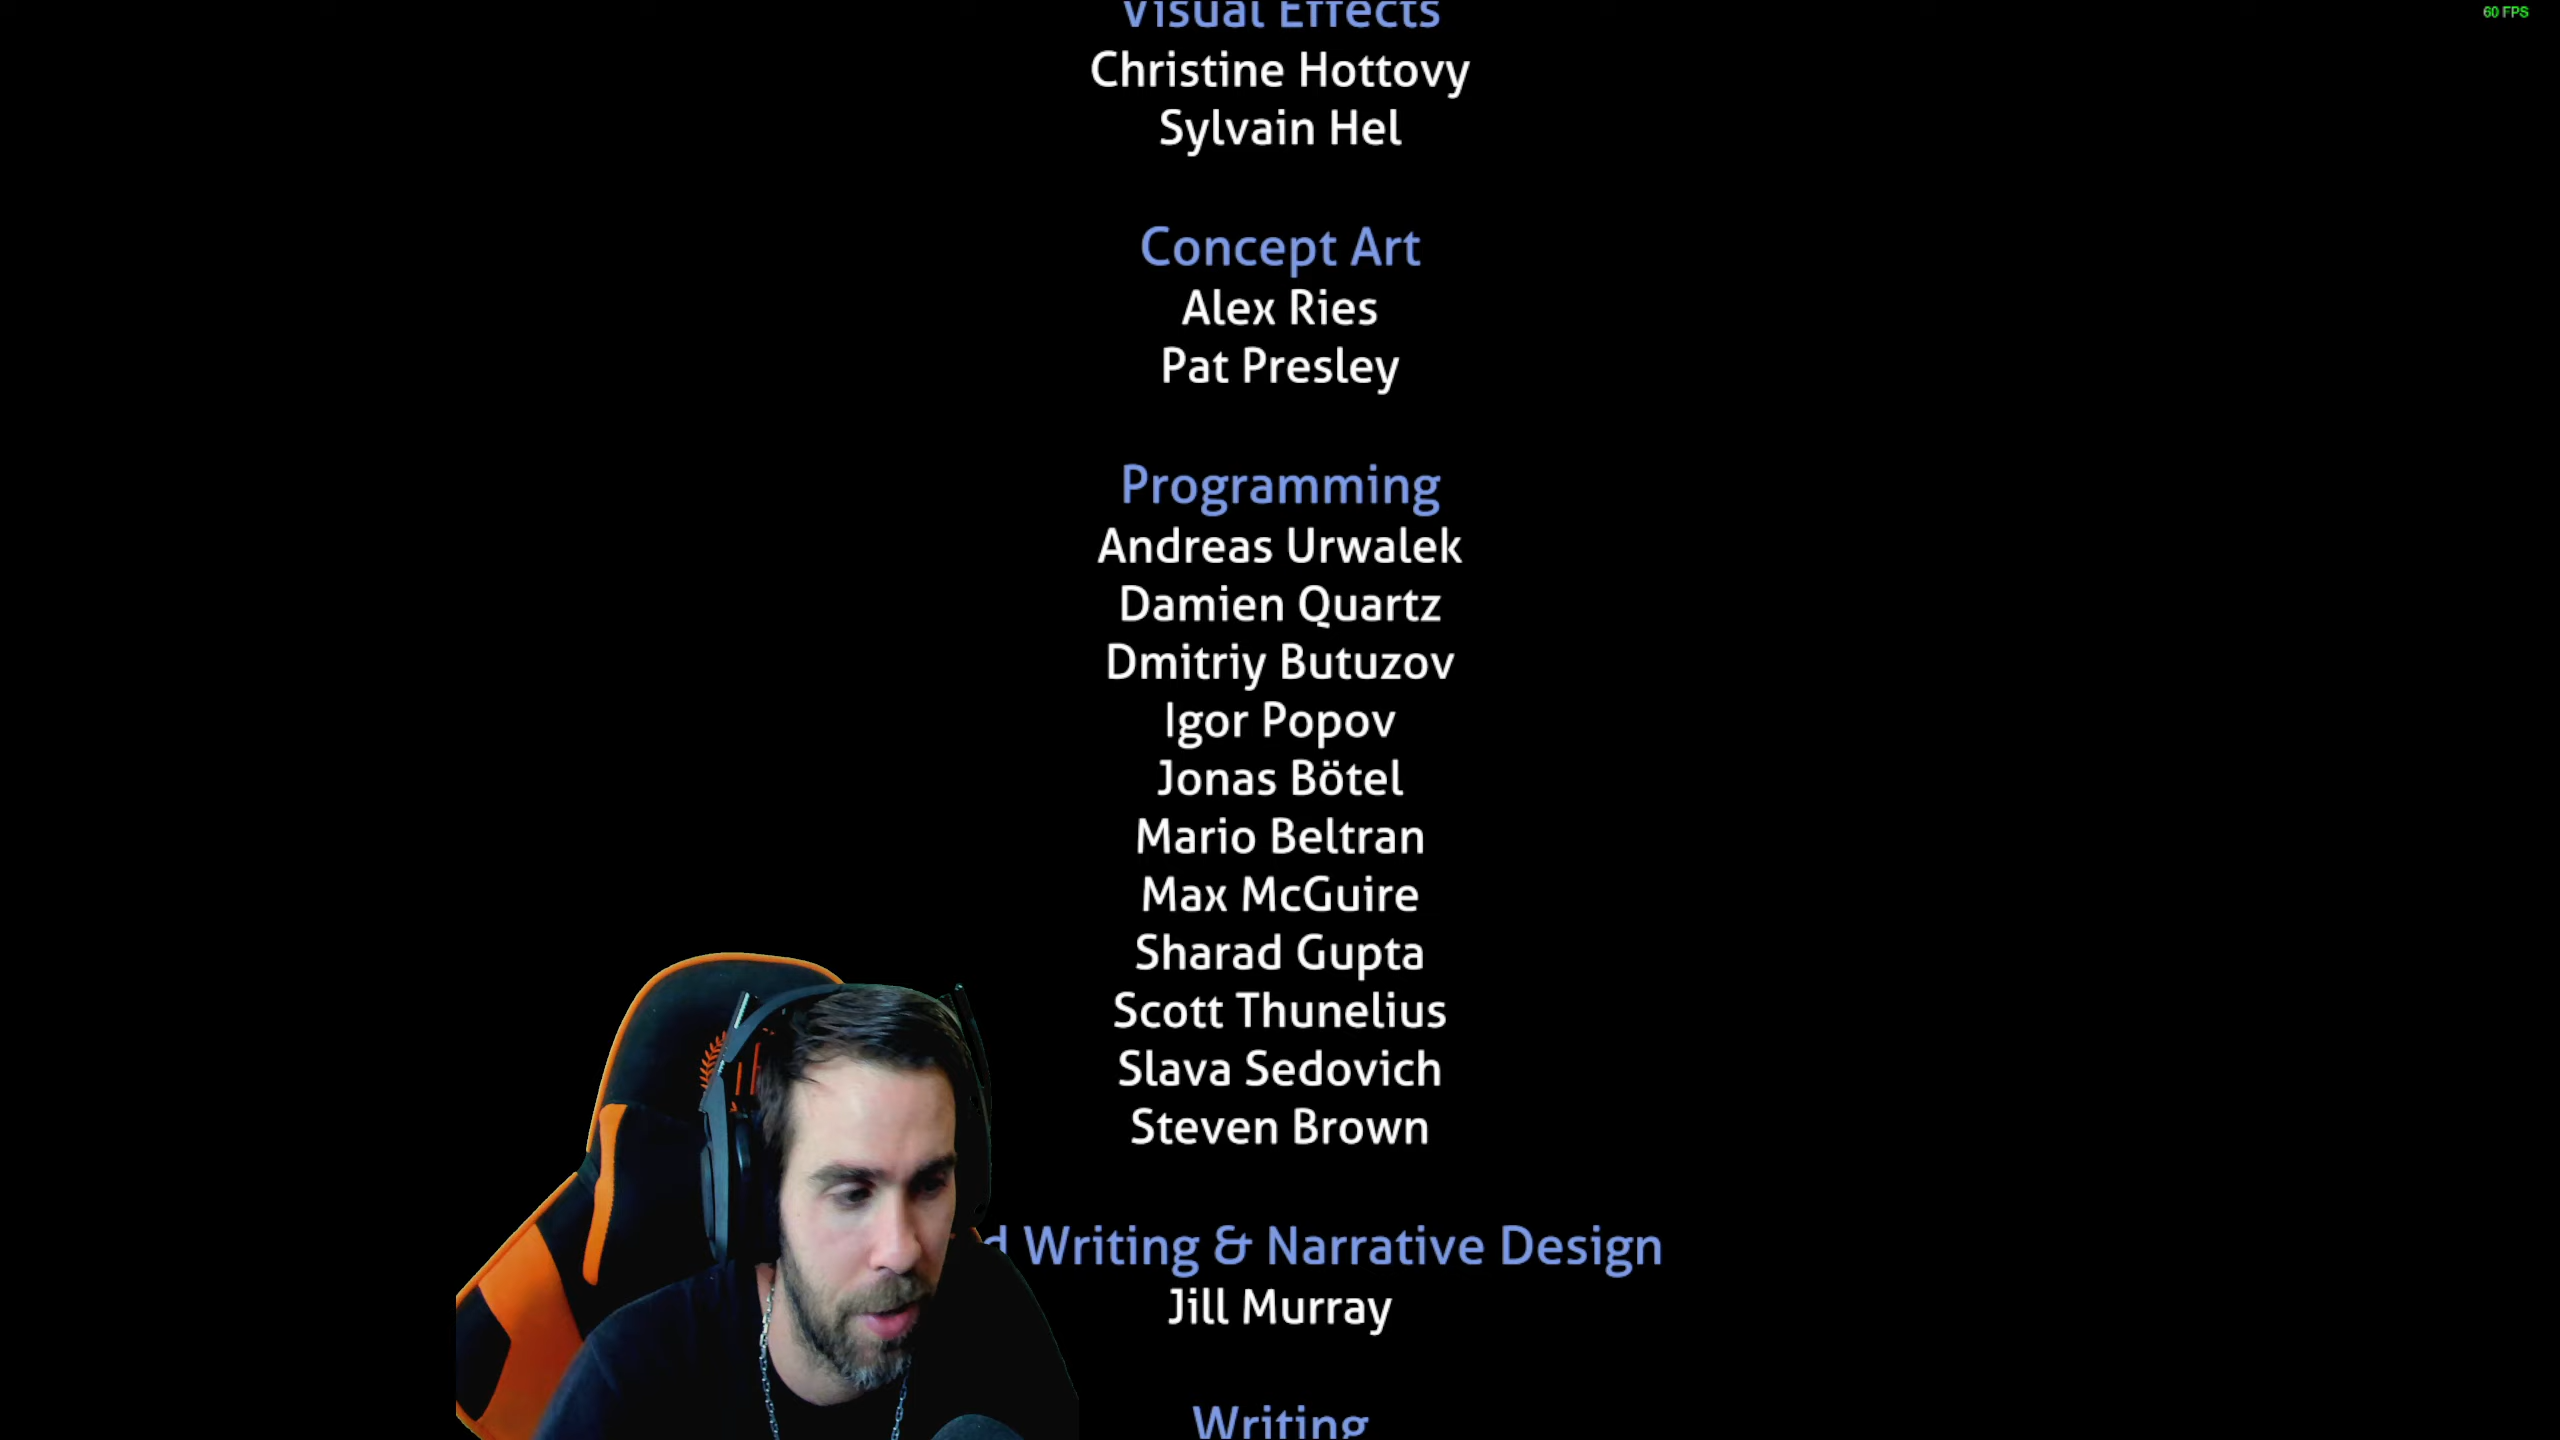 Visual Effects
60 FPS
Christine Hottovy
Sylvain Hel
Concept Art
Alex Ries
Pat Presley
Programming
Andreas Urwalek
Damien Quartz
Dmitriy Butuzov
Igor Popov
Jonas Bötel
Mario Beltran
Max McGuire
Sharad Gupta
Scott Thunelius
Slava Sedovich
Steven Brown
Writing & Narrative Design
Jill Murray
Writing